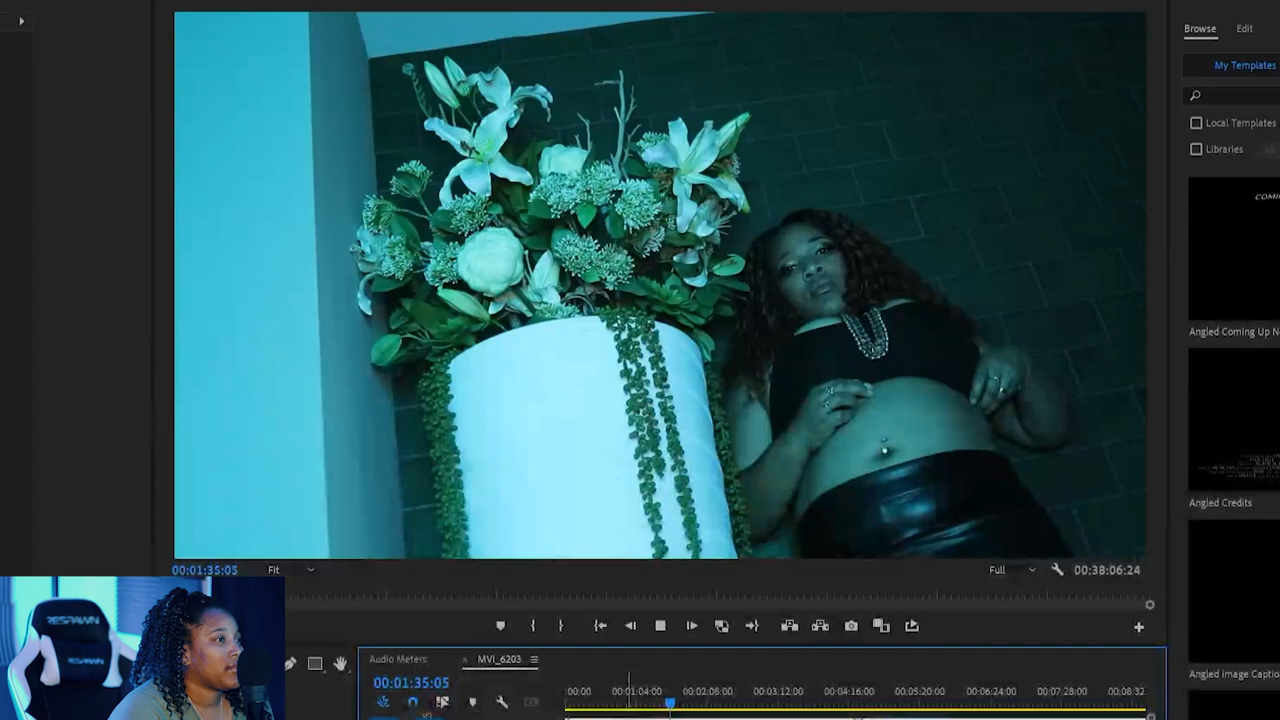 Browse
Edit
My Templates
Local Templates
Libraries
Angled Coming Up N
Angled Credits
Angled Image Captio
00:01:35:05
Fit
Full
00:38:06:24
RESPAWN
RESPAWN
Audio Meters
MVI_6203
00:01:35:05
:00:00
00:01:04:00
00:02:08:00
00:03:12:00
00:04:16:00
00:05:20:00
00:06:24:00
00:07:28:00
00:08:32